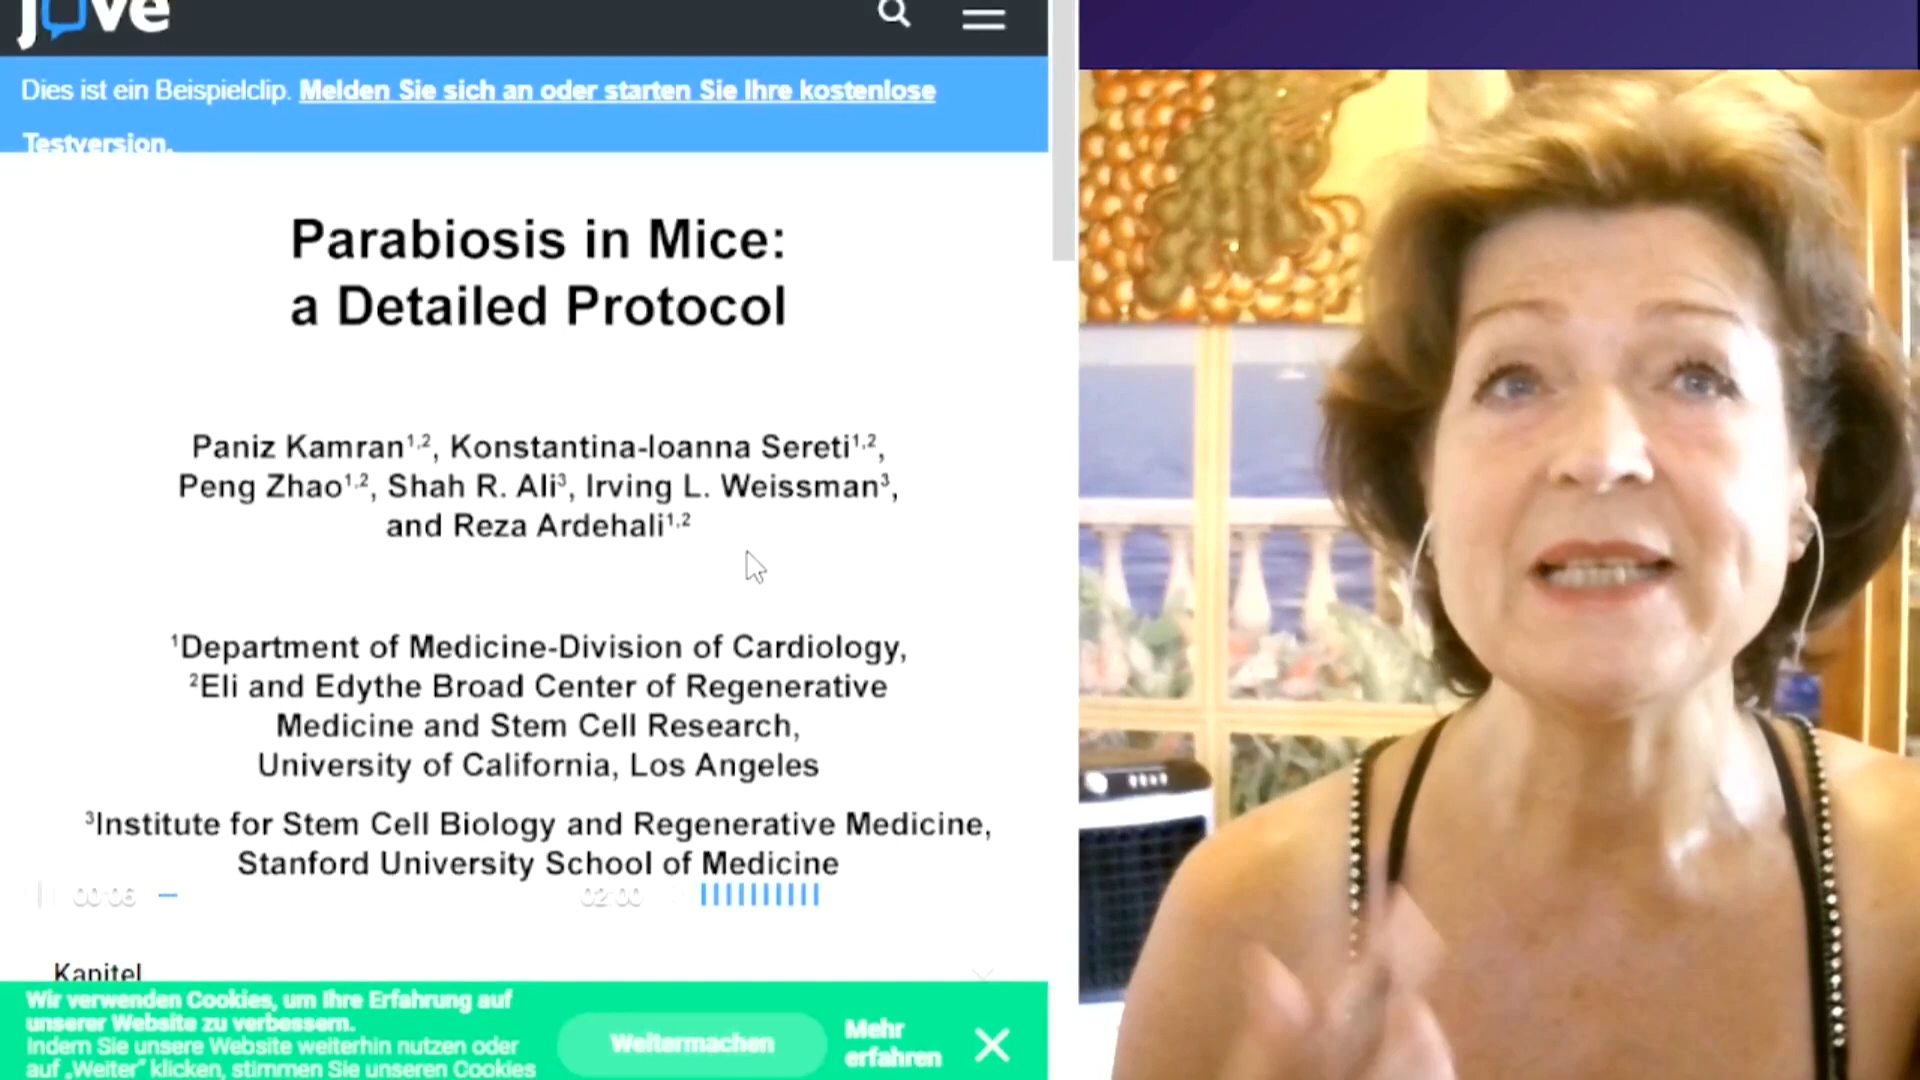 jove
Dies ist ein Beispielclip. Melden Sie sich an oder starten Sie Ihre kostenlose
Testversion.
Parabiosis in Mice:
a Detailed Protocol
Paniz Kamran1,2, Konstantina-Ioanna Sereti1,2,
Peng Zhao1,2, Shah R. Ali3, Irving L. Weissman3,
and Reza Ardehali1,2
1Department of Medicine-Division of Cardiology,
2Eli and Edythe Broad Center of Regenerative
Medicine and Stem Cell Research,
University of California, Los Angeles
3Institute for Stem Cell Biology and Regenerative Medicine,
Stanford University School of Medicine
00:06 02:00
Kapitel
Wir verwenden Cookies, um Ihre Erfahrung auf
unserer Website zu verbessern.
Indem Sie unsere Website weiterhin nutzen oder
auf „Weiter" klicken, stimmen Sie unseren Cookies
Weitermachen
Mehr
erfahren